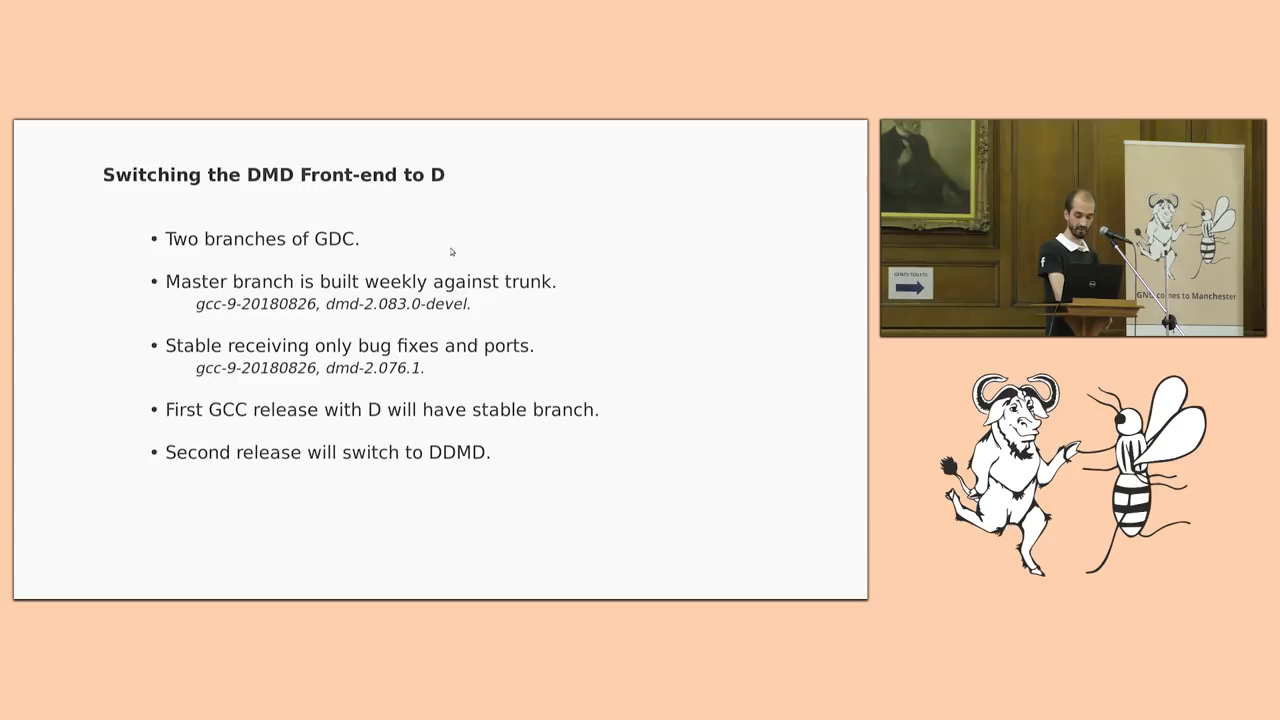 Switching the DMD Front-end to D
• Two branches of GDC.
• Master branch is built weekly against trunk.
gcc-9-20180826, dmd-2.083.0-devel.
• Stable receiving only bug fixes and ports.
gcc-9-20180826, dmd-2.076.1.
• First GCC release with D will have stable branch.
• Second release will switch to DDMD.
GENTS TOILETS
GNU comes to Manchester